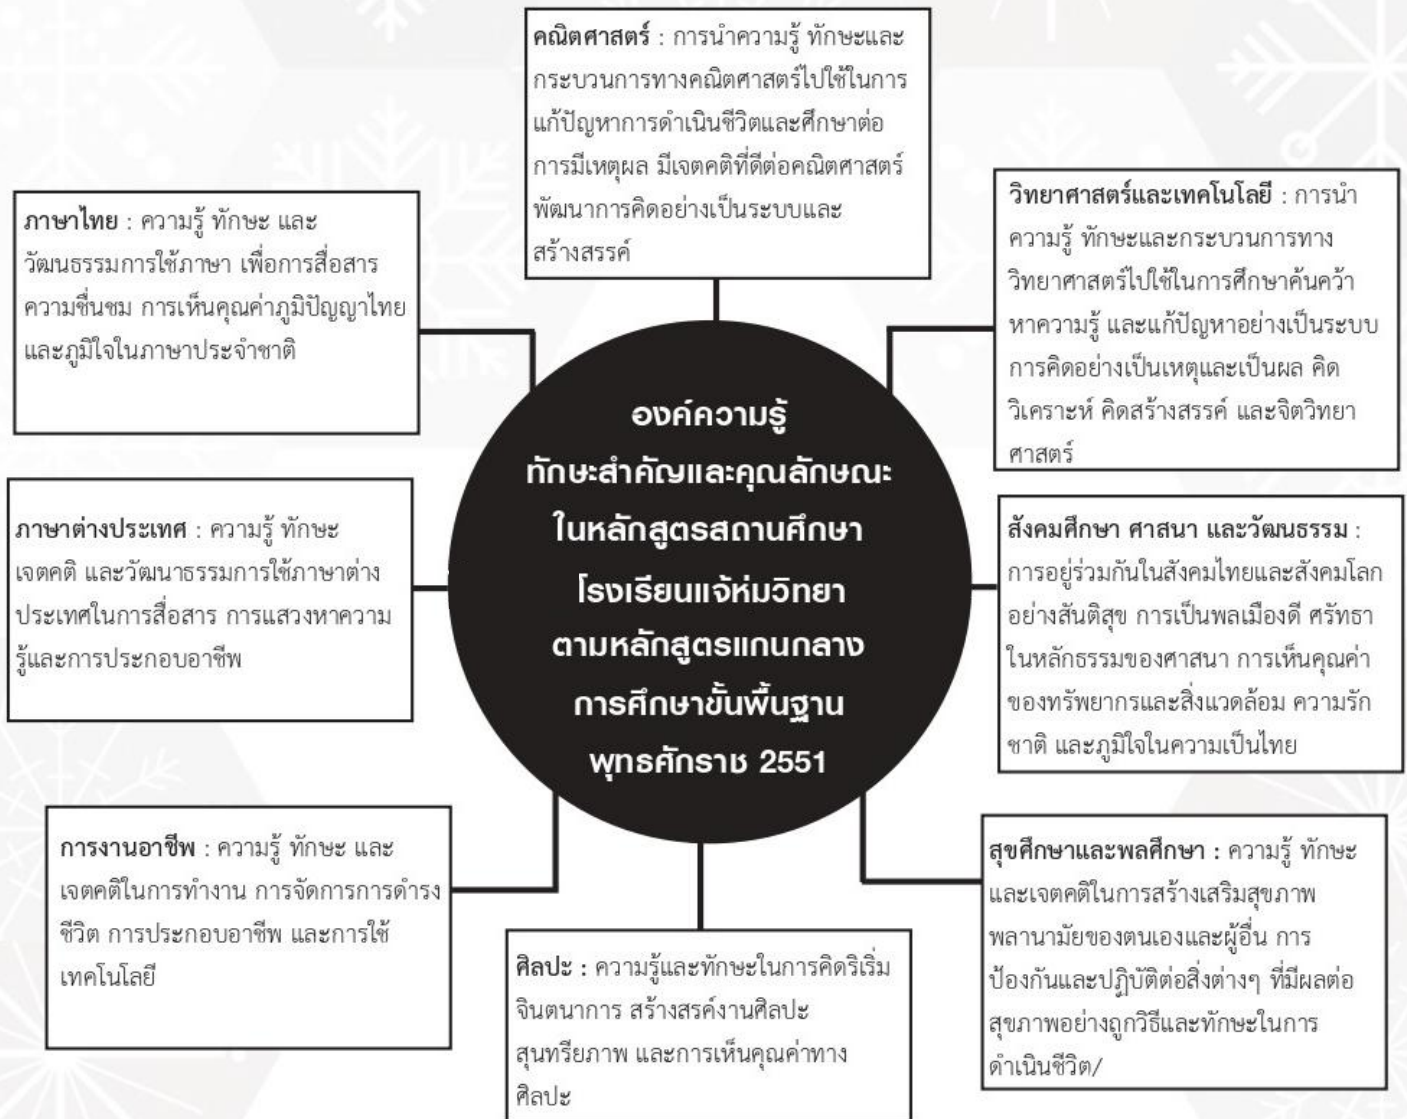 คณิตศาสตร์ : การนำความรู้ ทักษะและ
กระบวนการทางคณิตศาสตร์ไปใช้ในการ
แก้ปัญหาการดำเนินชีวิตและศึกษาต่อ
การมีเหตุผล มีเจตคติที่ดีต่อคณิตศาสตร์
พัฒนาการคิดอย่างเป็นระบบและ
สร้างสรรค์
ภาษาไทย : ความรู้ ทักษะ และ
วัฒนธรรมการใช้ภาษา เพื่อการสื่อสาร
ความชื่นชม การเห็นคุณค่าภูมิปัญญาไทย
และภูมิใจในภาษาประจำชาติ
วิทยาศาสตร์และเทคโนโลยี : การนำ
ความรู้ ทักษะและกระบวนการทาง
วิทยาศาสตร์ไปใช้ในการศึกษาค้นคว้า
หาความรู้ และแก้ปัญหาอย่างเป็นระบบ
การคิดอย่างเป็นเหตุและเป็นผล คิด
วิเคราะห์ คิดสร้างสรรค์ และจิตวิทยา
ศาสตร์
องค์ความรู้
ทักษะสำคัญและคุณลักษณะ
ในหลักสูตรสถานศึกษา
โรงเรียนแจ้ห่มวิทยา
ตามหลักสูตรแกนกลาง
การศึกษาขั้นพื้นฐาน
พุทธศักราช 2551
ภาษาต่างประเทศ : ความรู้ ทักษะ
เจตคติ และวัฒนาธรรมการใช้ภาษาต่าง
ประเทศในการสื่อสาร การแสวงหาความ
รู้และการประกอบอาชีพ
สังคมศึกษา ศาสนา และวัฒนธรรม :
การอยู่ร่วมกันในสังคมไทยและสังคมโลก
อย่างสันติสุข การเป็นพลเมืองดี ศรัทธา
ในหลักธรรมของศาสนา การเห็นคุณค่า
ของทรัพยากรและสิ่งแวดล้อม ความรัก
ชาติ และภูมิใจในความเป็นไทย
การงานอาชีพ : ความรู้ ทักษะ และ
เจตคติในการทำงาน การจัดการการดำรง
ชีวิต การประกอบอาชีพ และการใช้
เทคโนโลยี
ศิลปะ : ความรู้และทักษะในการคิดริเริ่ม
จินตนาการ สร้างสรค์งานศิลปะ
สุนทรียภาพ และการเห็นคุณค่าทาง
ศิลปะ
สุขศึกษาและพลศึกษา : ความรู้ ทักษะ
และเจตคติในการสร้างเสริมสุขภาพ
พลานามัยของตนเองและผู้อื่น การ
ป้องกันและปฏิบัติต่อสิ่งต่างๆ ที่มีผลต่อ
สุขภาพอย่างถูกวิธีและทักษะในการ
ดำเนินชีวิต/